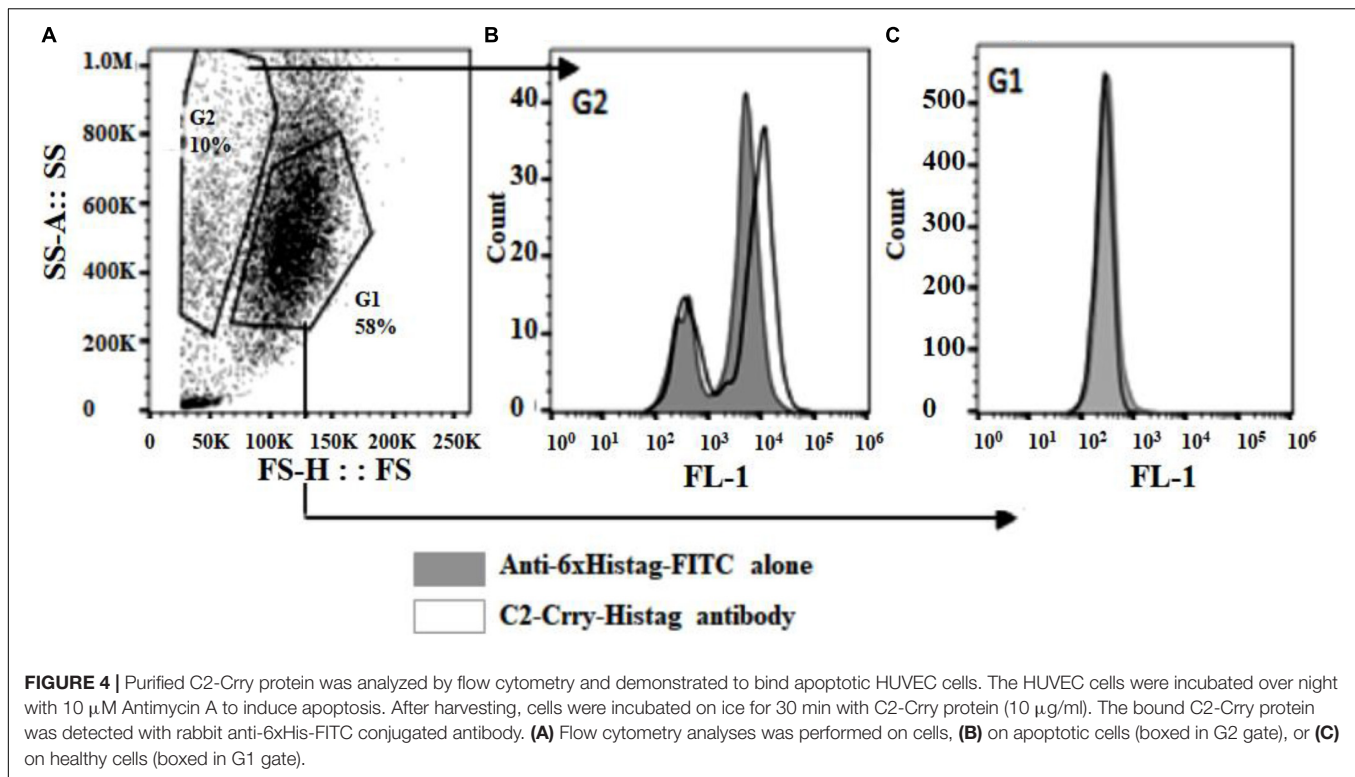 A
B
C
SS-A:: SS
1.0M
800K
600K
400K
200K
0
G2
10%
G1
58%
0 50K 100K 150K 200K 250K
FS-H : : FS
Count
40
30
20
10
0
G2
10⁰ 10¹ 10² 10³ 10⁴ 10⁵ 10⁶
FL-1
Count
500
400
300
200
100
0
G1
10⁰ 10¹ 10² 10³ 10⁴ 10⁵ 10⁶
FL-1
Anti-6xHistag-FITC alone
C2-Crry-Histag antibody
FIGURE 4 | Purified C2-Crry protein was analyzed by flow cytometry and demonstrated to bind apoptotic HUVEC cells. The HUVEC cells were incubated over night
with 10 μM Antimycin A to induce apoptosis. After harvesting, cells were incubated on ice for 30 min with C2-Crry protein (10 μg/ml). The bound C2-Crry protein
was detected with rabbit anti-6xHis-FITC conjugated antibody. (A) Flow cytometry analyses was performed on cells, (B) on apoptotic cells (boxed in G2 gate), or (C)
on healthy cells (boxed in G1 gate).